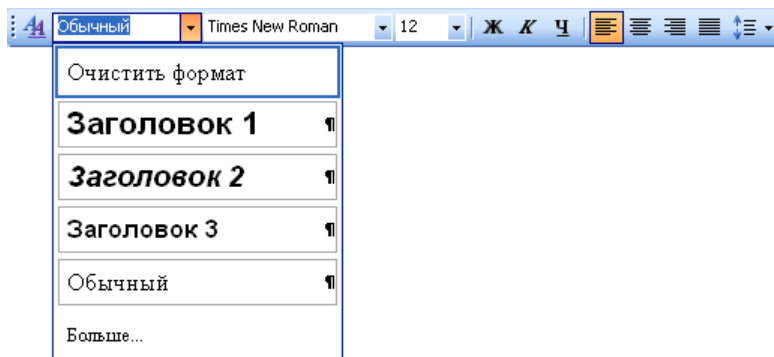 Обычный Times New Roman 12 Ж К Ч
Очистить формат
Заголовок 1 ¶
Заголовок 2 ¶
Заголовок 3 ¶
Обычный ¶
Больше...